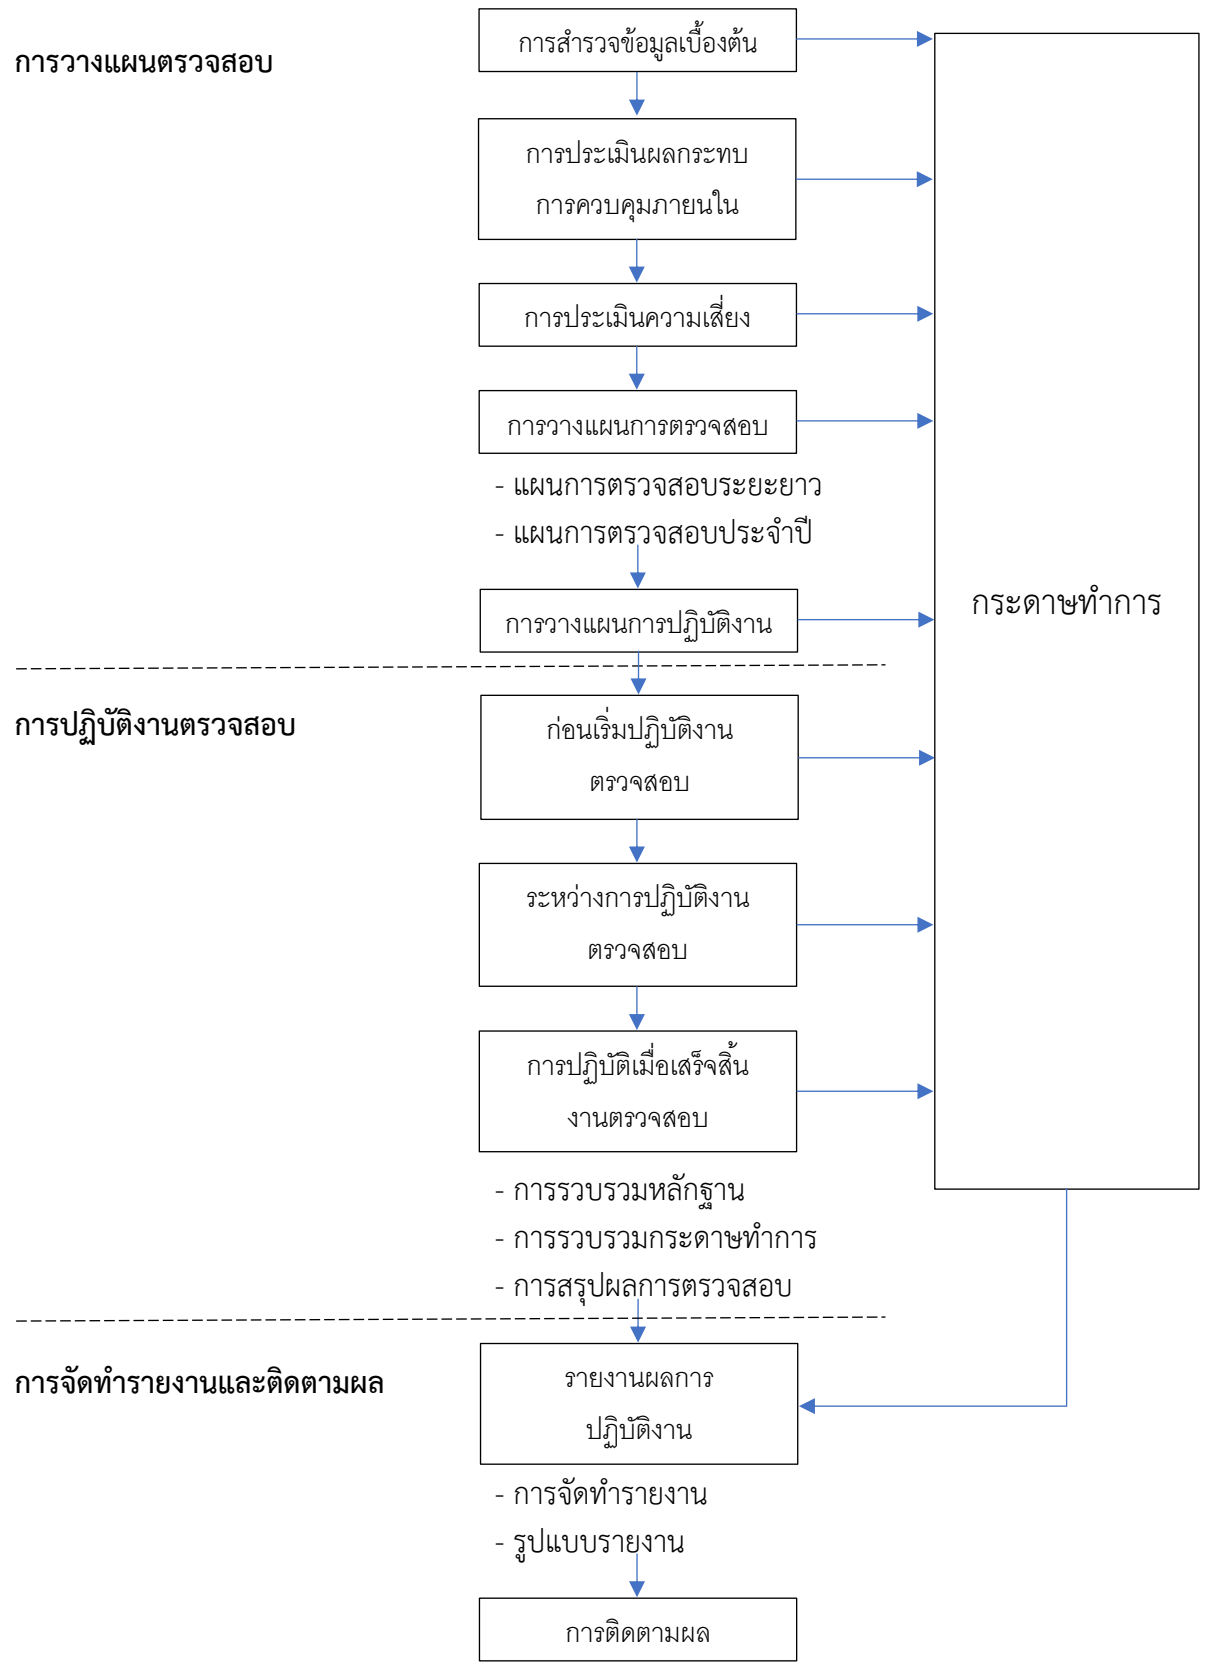 การวางแผนตรวจสอบ
การสำรวจข้อมูลเบื้องต้น
การประเมินผลกระทบ
การควบคุมภายนใน
การประเมินความเสี่ยง
การวางแผนการตรวจสอบ
- แผนการตรวจสอบระยะยาว
- แผนการตรวจสอบประจำปี
การวางแผนการปฏิบัติงาน
กระดาษทำการ
การปฏิบัติงานตรวจสอบ
ก่อนเริ่มปฏิบัติงาน
ตรวจสอบ
ระหว่างการปฏิบัติงาน
ตรวจสอบ
การปฏิบัติเมื่อเสร็จสิ้น
งานตรวจสอบ
- การรวบรวมหลักฐาน
- การรวบรวมกระดาษทำการ
- การสรุปผลการตรวจสอบ
การจัดทำรายงานและติดตามผล
รายงานผลการ
ปฏิบัติงาน
- การจัดทำรายงาน
- รูปแบบรายงาน
การติดตามผล